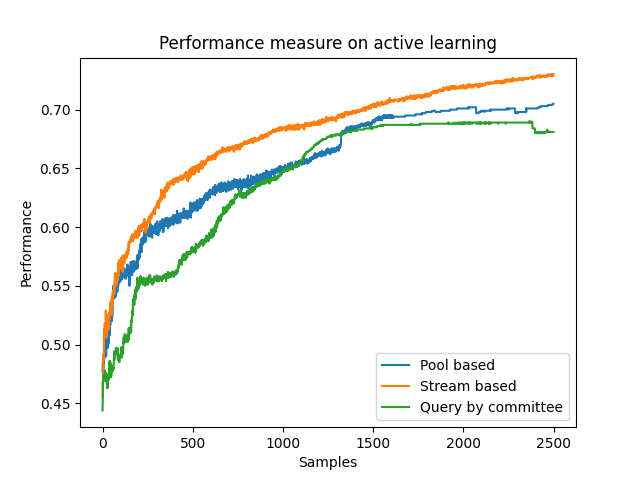 Performance measure on active learning
Performance
0.70
0.65
0.60
0.55
0.50
0.45
Pool based
Stream based
Query by committee
0
500
1000
1500
2000
2500
Samples